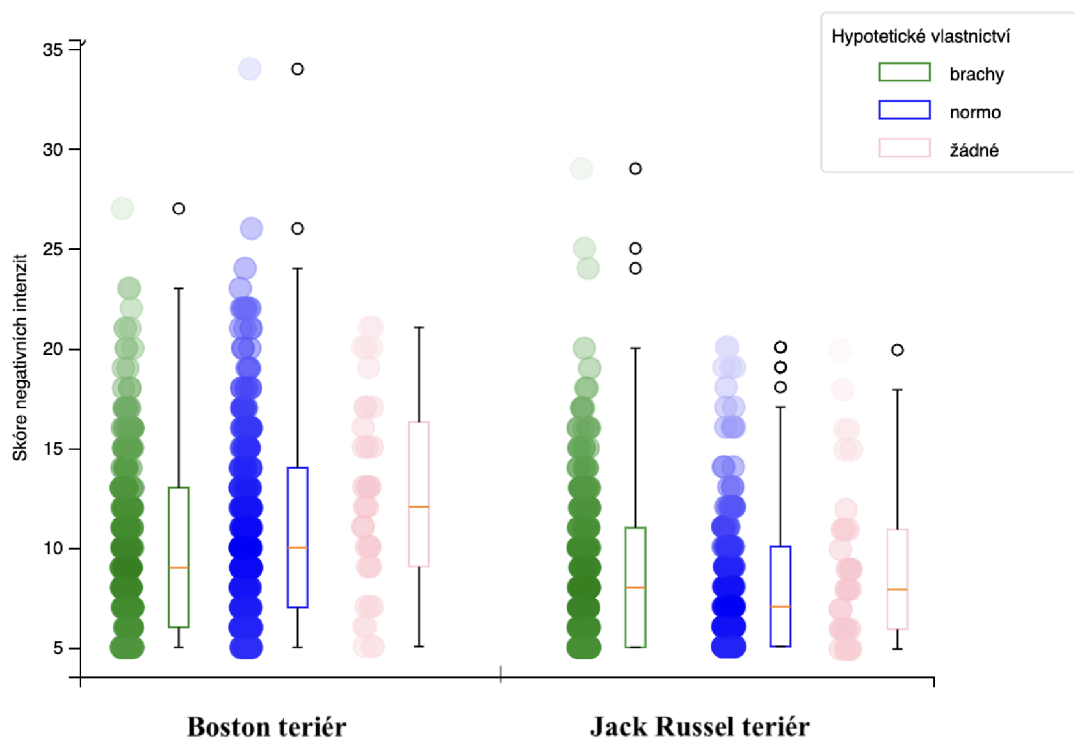 Hypotetické vlastnictví
brachy
normo
žádné
Skóre negativních intenzit
35
30
25
20
15
10
5
Boston teriér
Jack Russel teriér